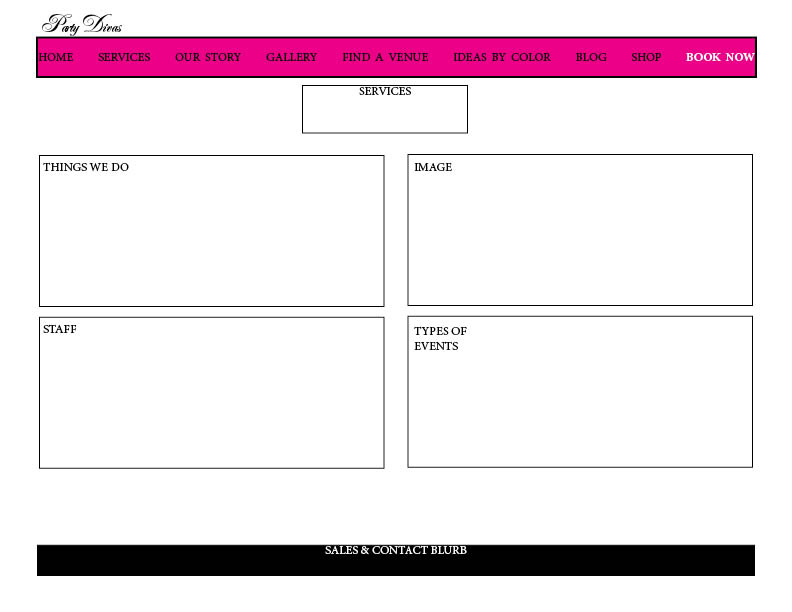 Party Divas
HOME SERVICES OUR STORY GALLERY FIND A VENUE IDEAS BY COLOR BLOG SHOP BOOK NOW
SERVICES
THINGS WE DO
IMAGE
STAFF
TYPES OF
EVENTS
SALES & CONTACT BLURB